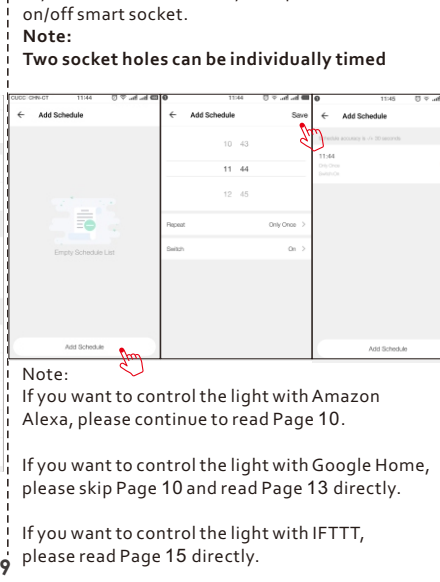 on/off smart socket.
Note:
Two socket holes can be individually timed
CUCC CHN-CT 11:44
← Add Schedule
Empty Schedule List
Add Schedule
11:44
← Add Schedule Save
10 43
11 44
12 45
Repeat Only Once >
Switch On >
11:45
← Add Schedule
11:44
Only Once
Add Schedule
Note:
If you want to control the light with Amazon
Alexa, please continue to read Page 10.
If you want to control the light with Google Home,
please skip Page 10 and read Page 13 directly.
If you want to control the light with IFTTT,
please read Page 15 directly.
9